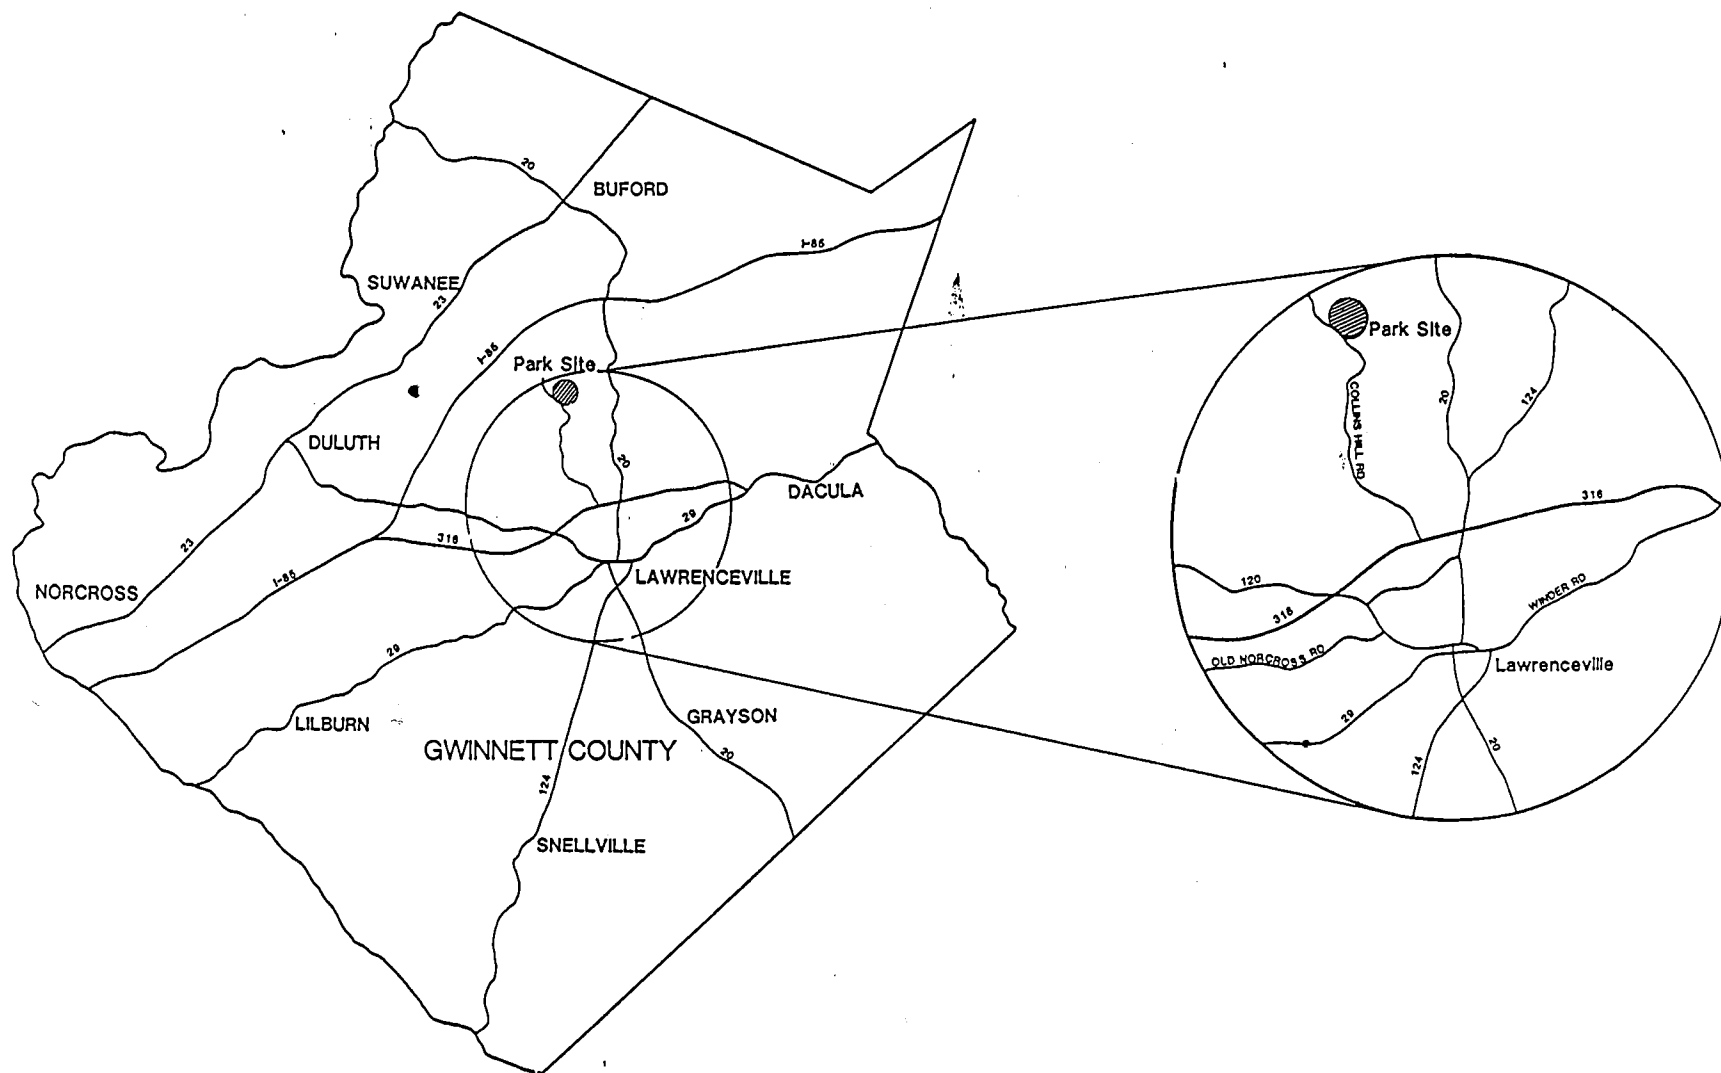 20
BUFORD
I-85
SUWANEE
23
I-85
Park Site
Park Site
20
124
COLLINS HILL RD
DULUTH
20
DACULA
316
29
23
316
I-85
NORCROSS
LAWRENCEVILLE
120
WINDER RD
316
OLD NORCROSS RD
Lawrenceville
29
LILBURN
GRAYSON
29
GWINNETT COUNTY
20
20
124
124
SNELLVILLE